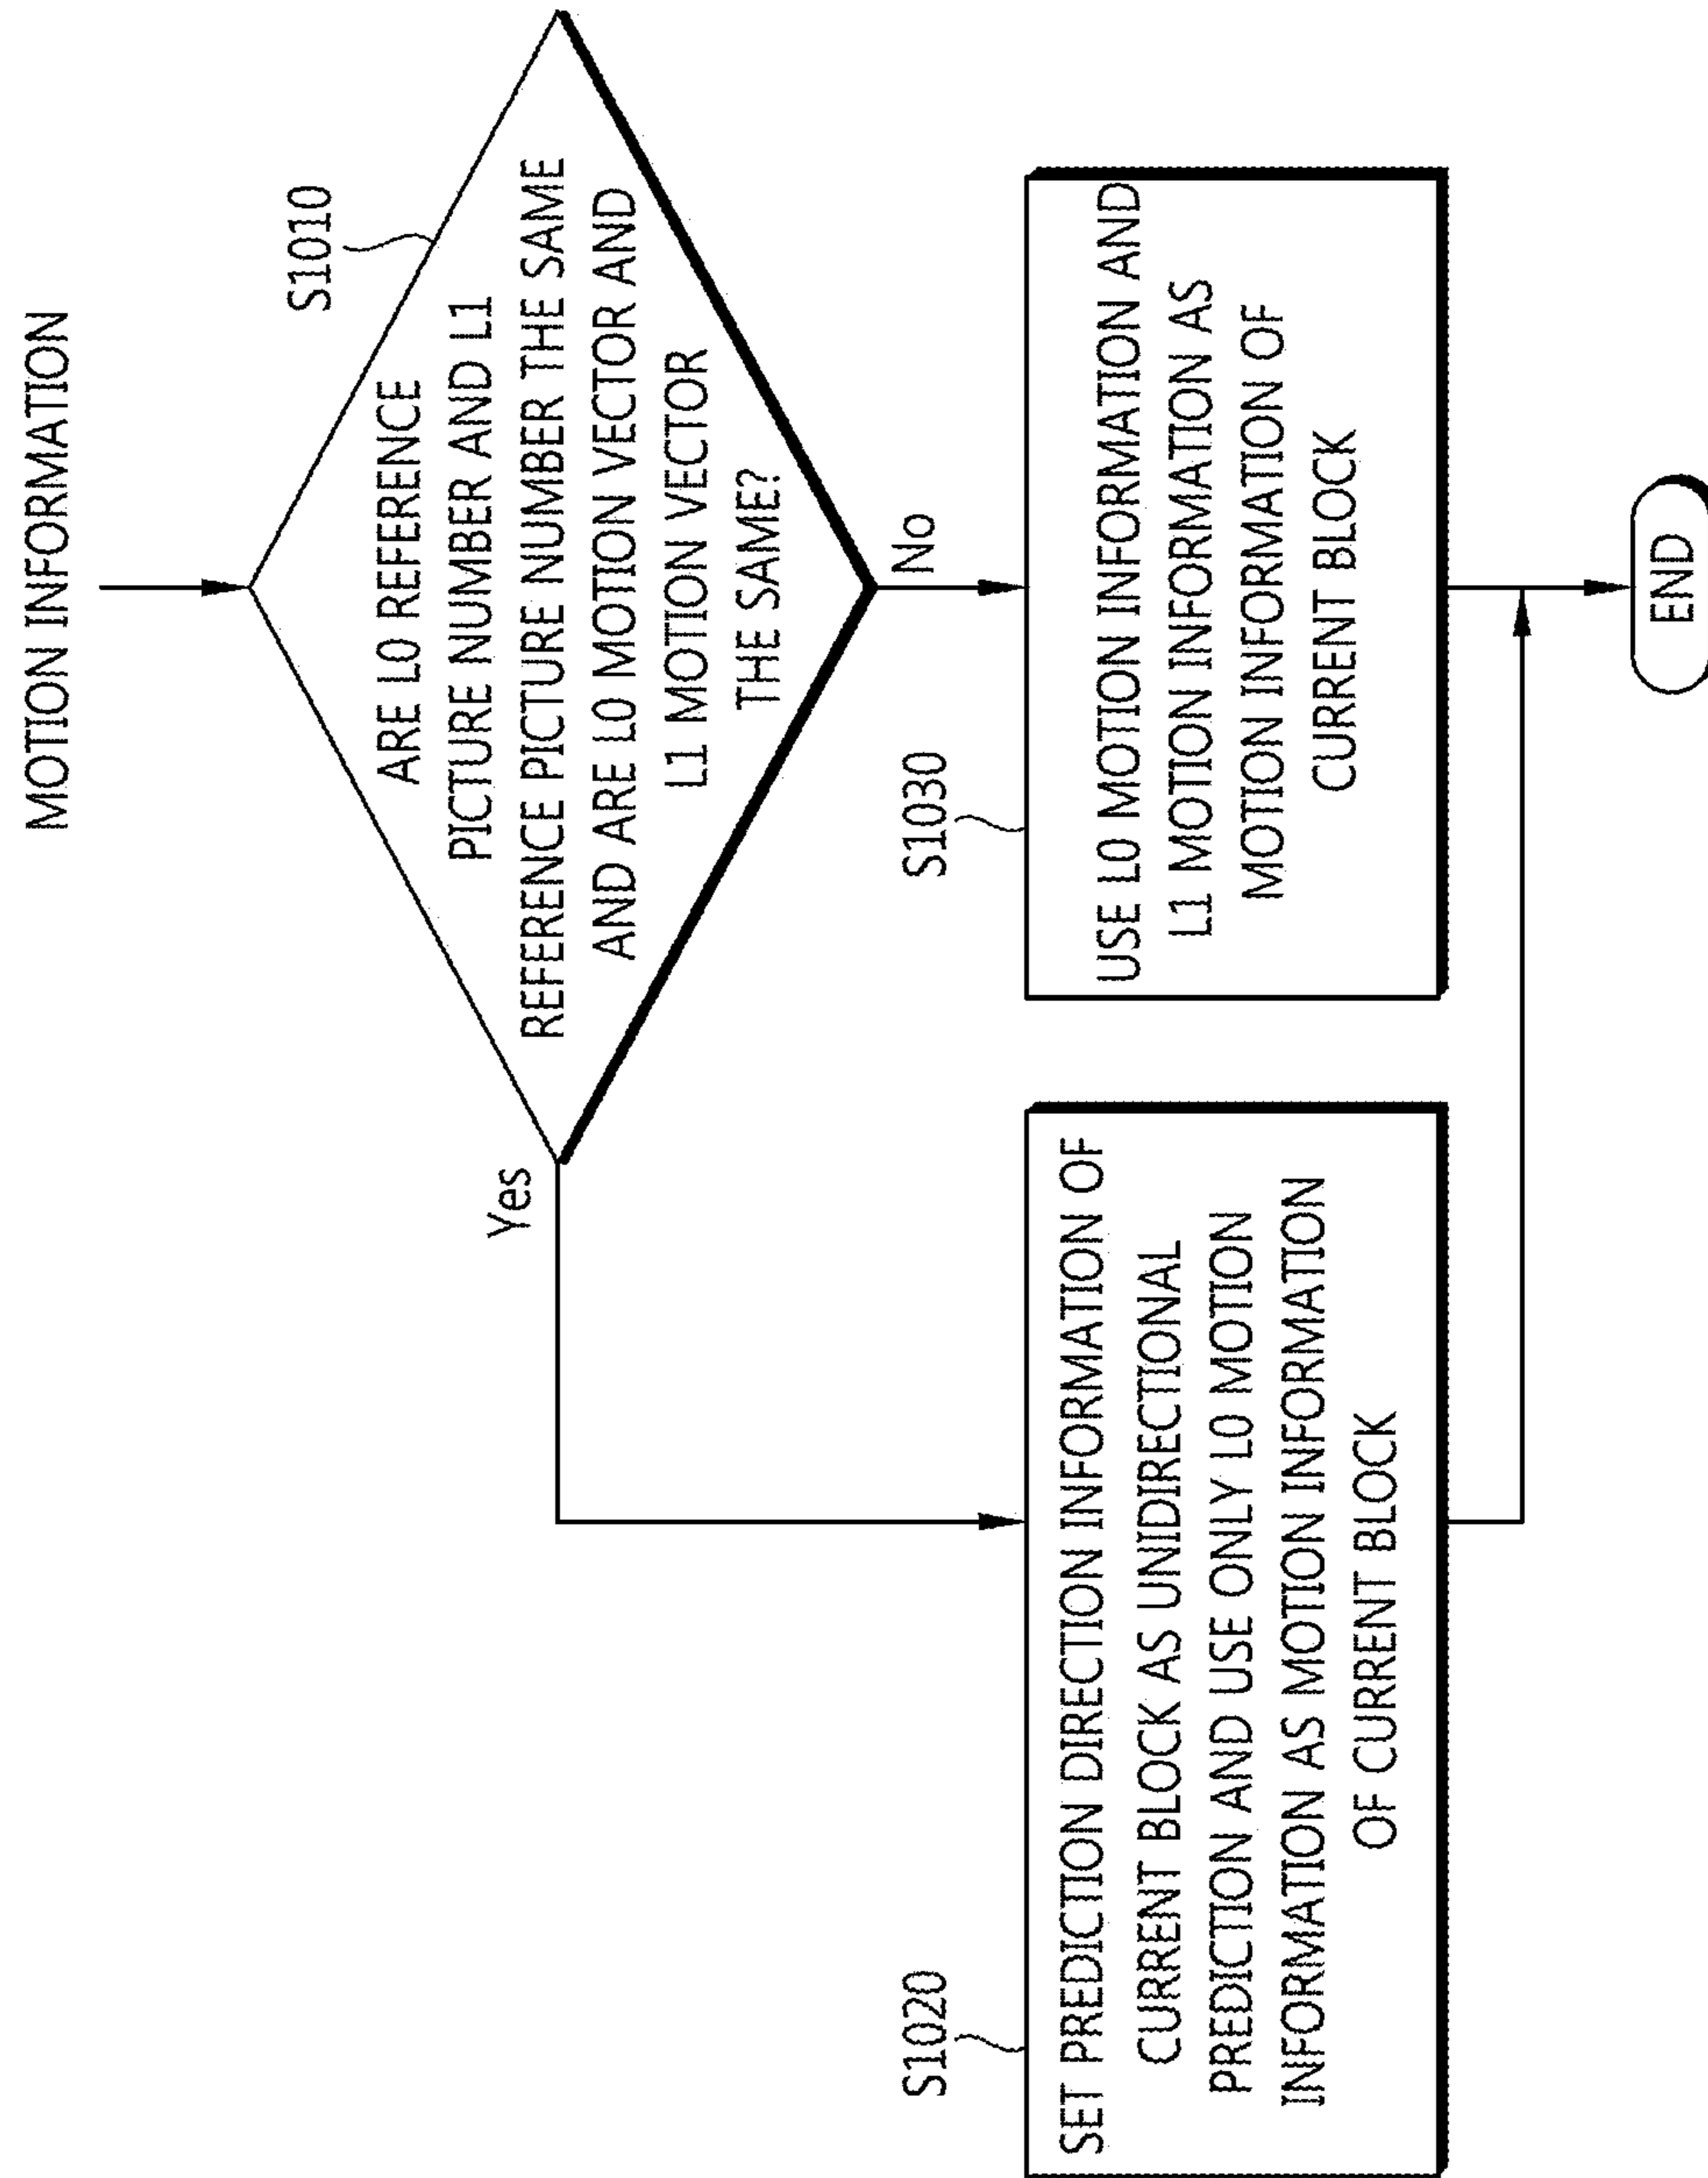 MOTION INFORMATION
S1010
ARE L0 REFERENCE
PICTURE NUMBER AND L1
REFERENCE PICTURE NUMBER THE SAME
AND ARE L0 MOTION VECTOR AND
L1 MOTION VECTOR
THE SAME?
Yes
No
S1020
SET PREDICTION DIRECTION INFORMATION OF
CURRENT BLOCK AS UNIDIRECTIONAL
PREDICTION AND USE ONLY L0 MOTION
INFORMATION AS MOTION INFORMATION
OF CURRENT BLOCK
S1030
USE L0 MOTION INFORMATION AND
L1 MOTION INFORMATION AS
MOTION INFORMATION OF
CURRENT BLOCK
END